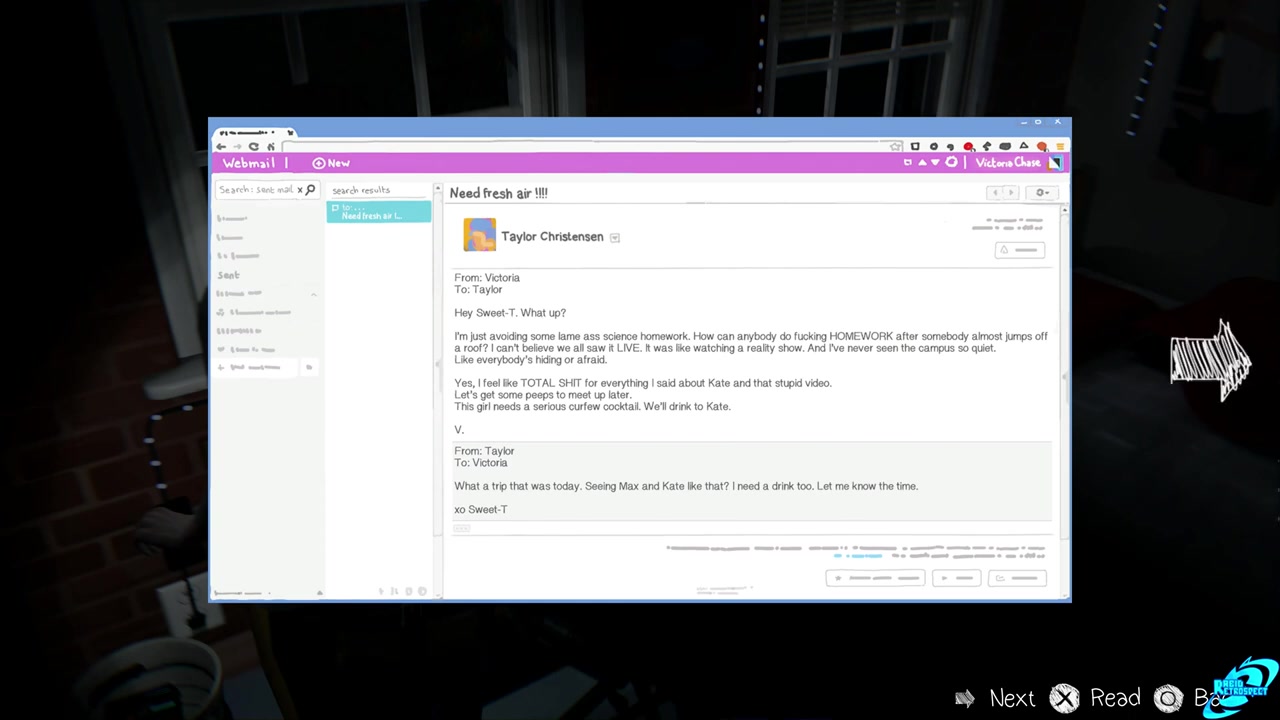 Webmail | New
Victoria Chase
Search: sent mail x
search results
Need fresh air !!!!
to: ...
Need fresh air !...
Taylor Christensen
Sent
From: Victoria
To: Taylor
Hey Sweet-T. What up?
I'm just avoiding some lame ass science homework. How can anybody do fucking HOMEWORK after somebody almost jumps off
a roof? I can't believe we all saw it LIVE. It was like watching a reality show. And I've never seen the campus so quiet.
Like everybody's hiding or afraid.
Yes, I feel like TOTAL SHIT for everything I said about Kate and that stupid video.
Let's get some peeps to meet up later.
This girl needs a serious curfew cocktail. We'll drink to Kate.
V.
From: Taylor
To: Victoria
What a trip that was today. Seeing Max and Kate like that? I need a drink too. Let me know the time.
xo Sweet-T
Next Read
RETROSPECT